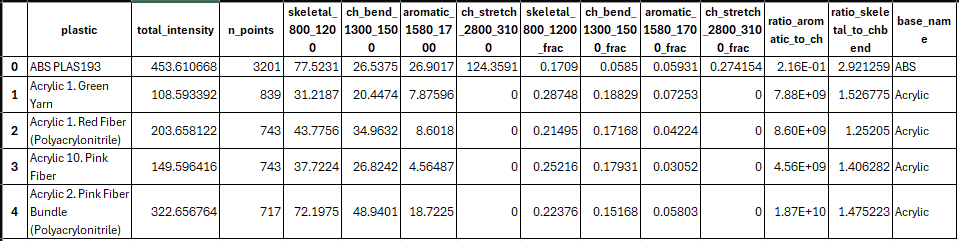 plastic total_intensity n_points skeletal_800_1200 ch_bend_1300_1500 aromatic_1580_1700 ch_stretch_2800_3100 skeletal_800_1200_frac ch_bend_1300_1500_frac aromatic_1580_1700_frac ch_stretch_2800_3100_frac ratio_aromatic_to_ch ratio_skeletal_to_chbend base_name
0 ABS PLAS193 453.610668 3201 77.5231 26.5375 26.9017 124.3591 0.1709 0.0585 0.05931 0.274154 2.16E-01 2.921259 ABS
1 Acrylic 1. Green Yarn 108.593392 839 31.2187 20.4474 7.87596 0 0.28748 0.18829 0.07253 0 7.88E+09 1.526775 Acrylic
2 Acrylic 1. Red Fiber (Polyacrylonitrile) 203.658122 743 43.7756 34.9632 8.6018 0 0.21495 0.17168 0.04224 0 8.60E+09 1.25205 Acrylic
3 Acrylic 10. Pink Fiber 149.596416 743 37.7224 26.8242 4.56487 0 0.25216 0.17931 0.03052 0 4.56E+09 1.406282 Acrylic
4 Acrylic 2. Pink Fiber Bundle (Polyacrylonitrile) 322.656764 717 72.1975 48.9401 18.7225 0 0.22376 0.15168 0.05803 0 1.87E+10 1.475223 Acrylic